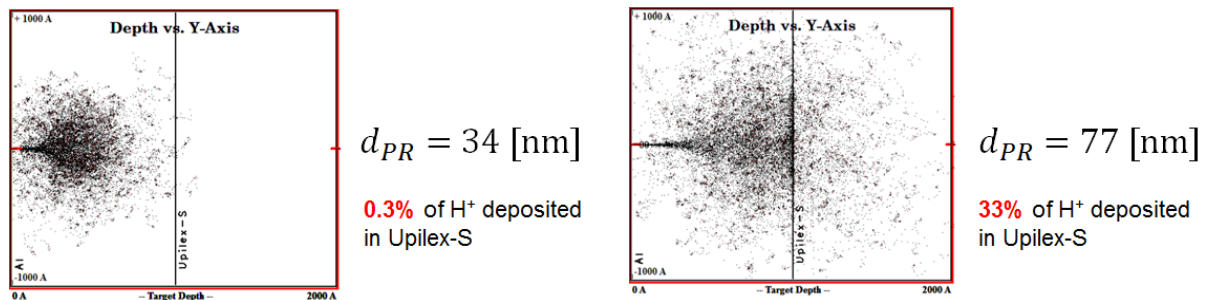 + 1000 A
Depth vs. Y-Axis
Al
Upilex-S
-1000 A
0 A
-- Target Depth --
2000 A
d_PR = 34 [nm]
0.3% of H⁺ deposited
in Upilex-S
+ 1000 A
Depth vs. Y-Axis
Al
Upilex-S
-1000 A
0 A
-- Target Depth --
2000 A
d_PR = 77 [nm]
33% of H⁺ deposited
in Upilex-S